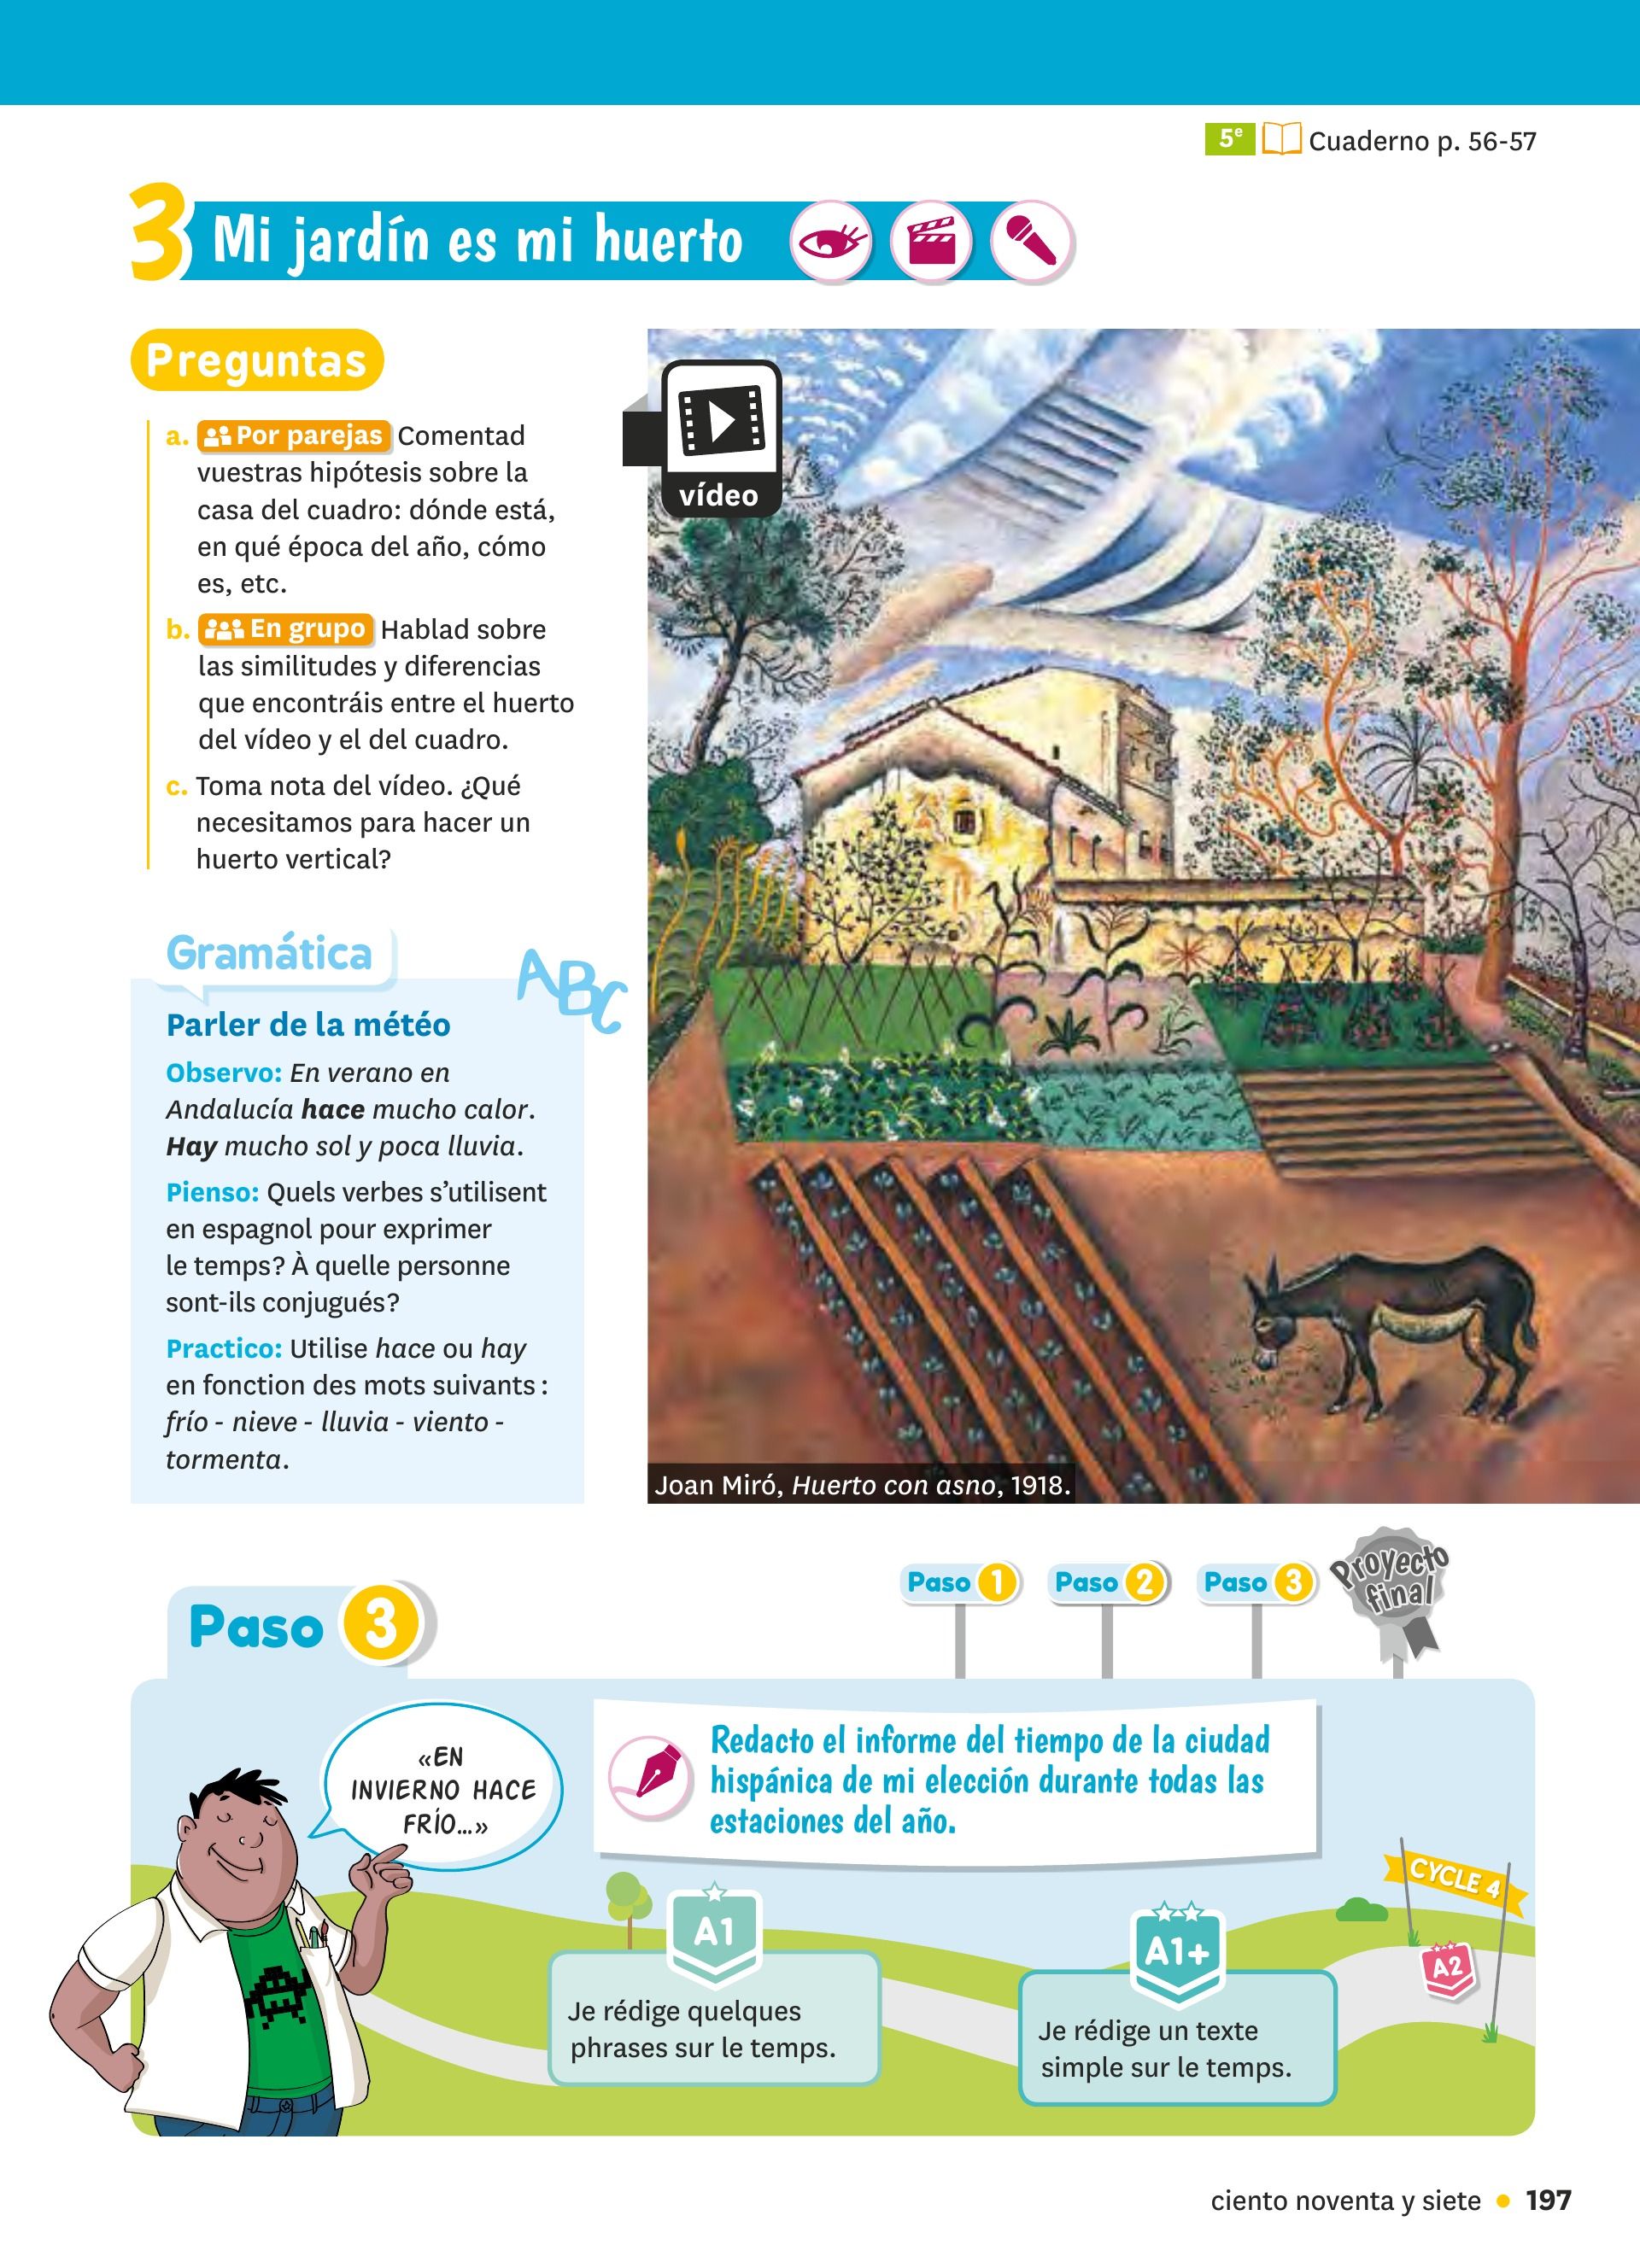 5e Cuaderno p. 56-57
3 Mi jardín es mi huerto
Preguntas
a. Por parejas Comentad
vuestras hipótesis sobre la
casa del cuadro: dónde está,
en qué época del año, cómo
es, etc.
b. En grupo Hablad sobre
las similitudes y diferencias
que encontráis entre el huerto
del vídeo y el del cuadro.
c. Toma nota del vídeo. ¿Qué
necesitamos para hacer un
huerto vertical?
vídeo
Gramática
ABC
Parler de la météo
Observo: En verano en
Andalucía hace mucho calor.
Hay mucho sol y poca lluvia.
Pienso: Quels verbes s'utilisent
en espagnol pour exprimer
le temps? À quelle personne
sont-ils conjugués?
Practico: Utilise hace ou hay
en fonction des mots suivants :
frío - nieve - lluvia - viento -
tormenta.
Joan Miró, Huerto con asno, 1918.
Paso 1
Paso 2
Paso 3
Proyecto
final
Paso 3
«EN
INVIERNO HACE
FRÍO...»
Redacto el informe del tiempo de la ciudad
hispánica de mi elección durante todas las
estaciones del año.
A1
Je rédige quelques
phrases sur le temps.
A1+
Je rédige un texte
simple sur le temps.
CYCLE 4
A2
ciento noventa y siete • 197